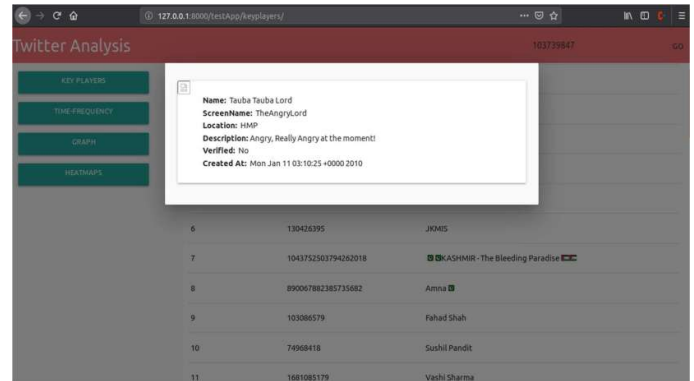 127.0.0.1:8000/testApp/keyplayers/
Twitter Analysis
103739847
GO
KEY PLAYERS
TIME-FREQUENCY
GRAPH
HEATMAPS
Name: Tauba Tauba Lord
ScreenName: TheAngryLord
Location: HMP
Description: Angry, Really Angry at the moment!
Verified: No
Created At: Mon Jan 11 03:10:25 +0000 2010
6 130426395 JKMIS
7 1043752503794262018 KASHMIR - The Bleeding Paradise
8 890067882385735682 Amna
9 103086579 Fahad Shah
10 74968418 Sushil Pandit
11 1681085179 Vashi Sharma